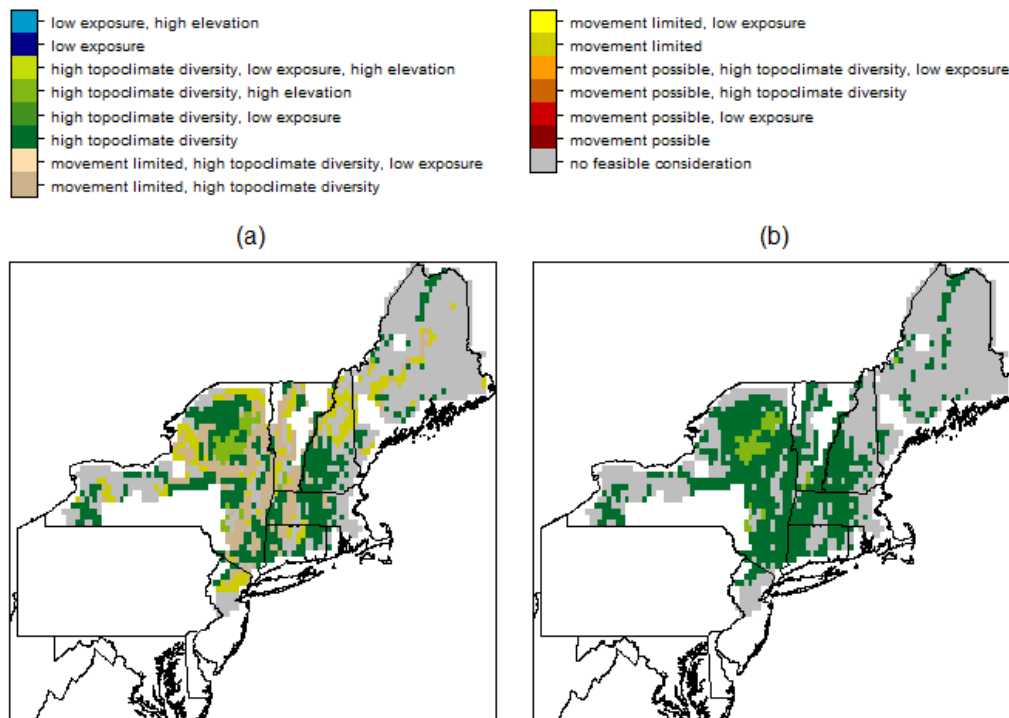 low exposure, high elevation
low exposure
high topoclimate diversity, low exposure, high elevation
high topoclimate diversity, high elevation
high topoclimate diversity, low exposure
high topoclimate diversity
movement limited, high topoclimate diversity, low exposure
movement limited, high topoclimate diversity
movement limited, low exposure
movement limited
movement possible, high topoclimate diversity, low exposure
movement possible, high topoclimate diversity
movement possible, low exposure
movement possible
no feasible consideration
(a)
(b)